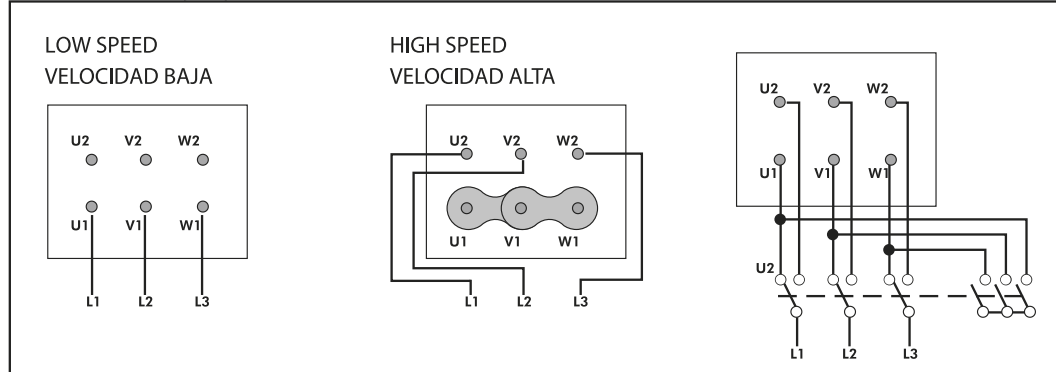 LOW SPEED
VELOCIDAD BAJA
U2 V2 W2
U1 V1 W1
L1 L2 L3
HIGH SPEED
VELOCIDAD ALTA
U2 V2 W2
U1 V1 W1
L1 L2 L3
U2 V2 W2
U1 V1 W1
U2
L1 L2 L3